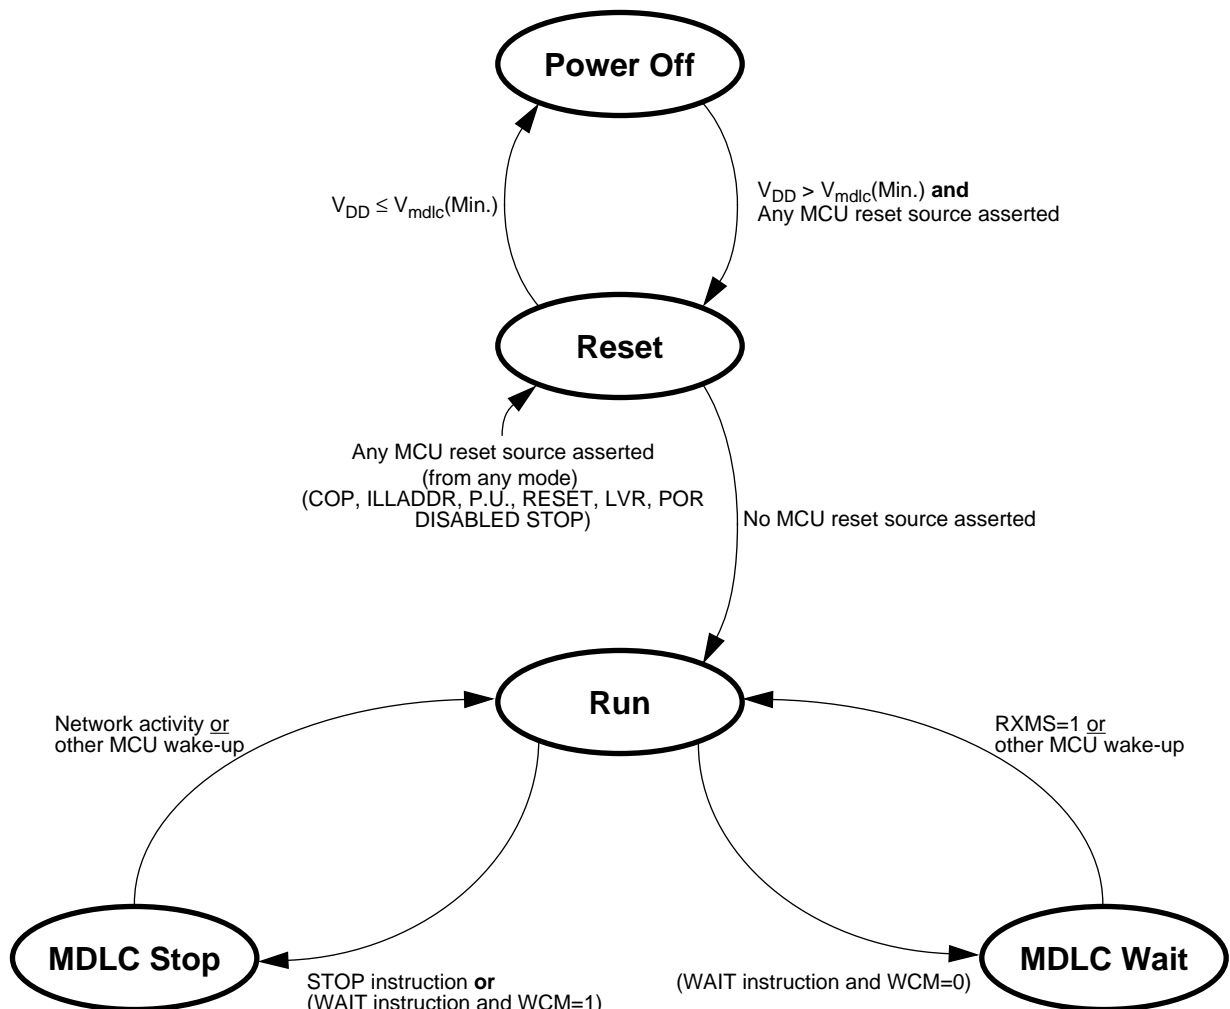 Power Off
V_DD ≤ V_mdlc(Min.)
V_DD > V_mdlc(Min.) and
Any MCU reset source asserted
Reset
Any MCU reset source asserted
(from any mode)
(COP, ILLADDR, P.U., RESET, LVR, POR
DISABLED STOP)
No MCU reset source asserted
Run
Network activity or
other MCU wake-up
RXMS=1 or
other MCU wake-up
MDLC Stop
MDLC Wait
STOP instruction or
(WAIT instruction and WCM=1)
(WAIT instruction and WCM=0)